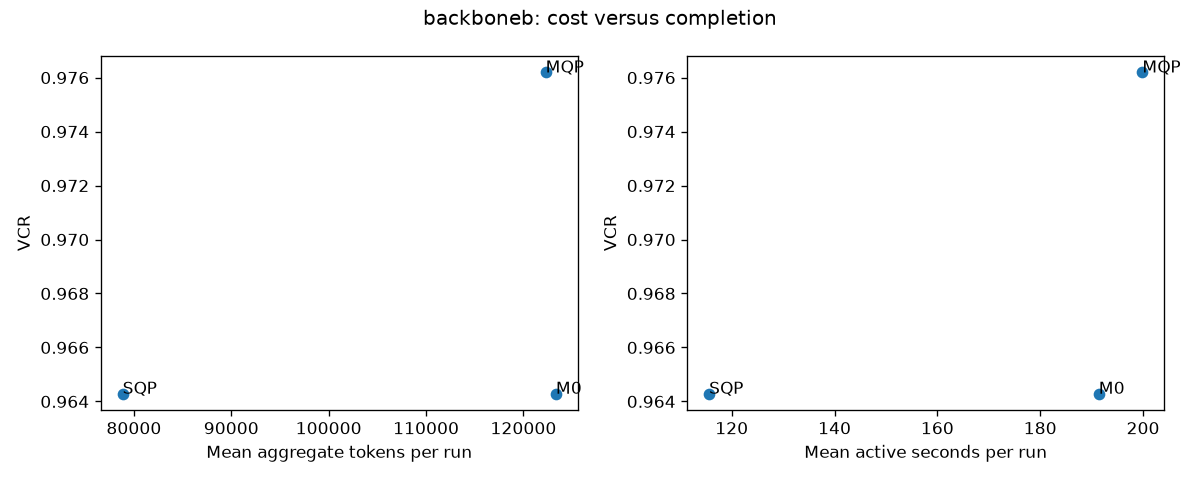 backboneb: cost versus completion
VCR
0.976
0.974
0.972
0.970
0.968
0.966
0.964
MQP
SQP
M0
80000 90000 100000 110000 120000
Mean aggregate tokens per run
VCR
0.976
0.974
0.972
0.970
0.968
0.966
0.964
MQP
SQP
M0
120 140 160 180 200
Mean active seconds per run